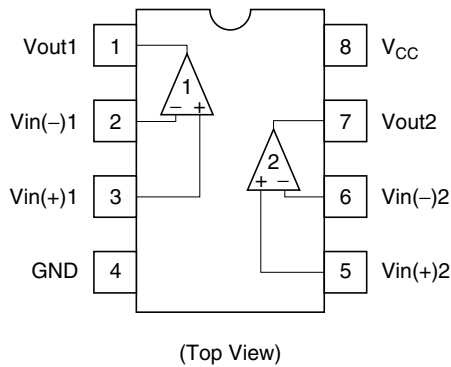 Vout1 1 8 VCC
1
− +
Vin(−)1 2 7 Vout2
2
+ −
Vin(+)1 3 6 Vin(−)2
GND 4 5 Vin(+)2
(Top View)